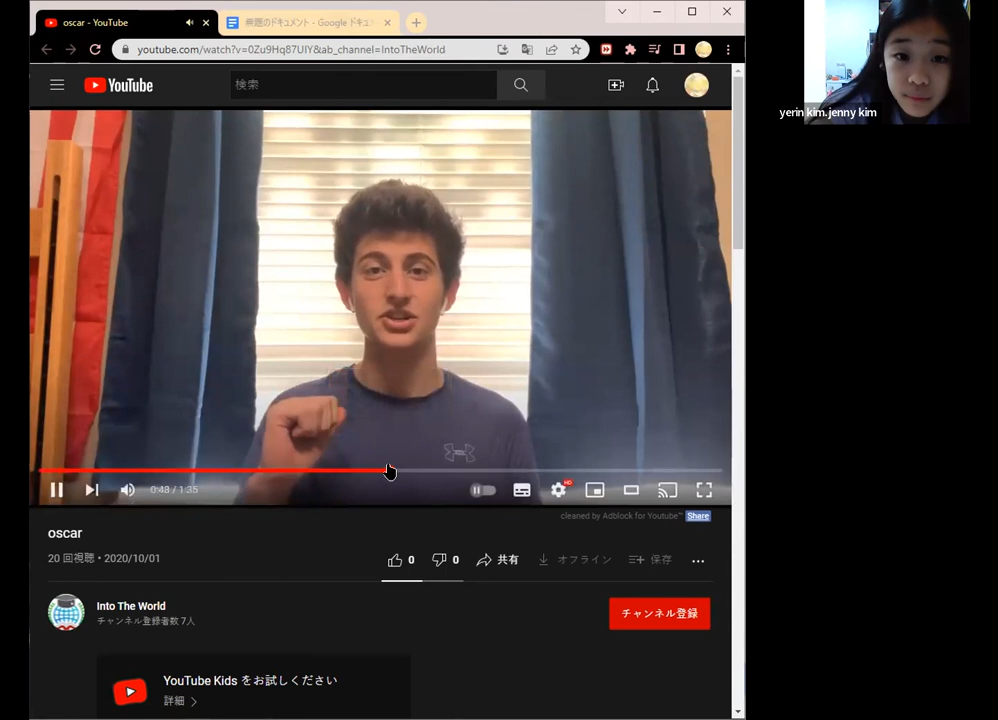 oscar - YouTube
無題のドキュメント - Google ドキュ
youtube.com/watch?v=0Zu9Hq87UIY&ab_channel=IntoTheWorld
YouTube
検索
yerin kim.jenny kim
0:48 / 1:35
HD
cleaned by Adblock for Youtube™ Share
oscar
20 回視聴・2020/10/01
0 0 共有 オフライン 保存
Into The World
チャンネル登録者数 7人
チャンネル登録
YouTube Kids をお試しください
詳細